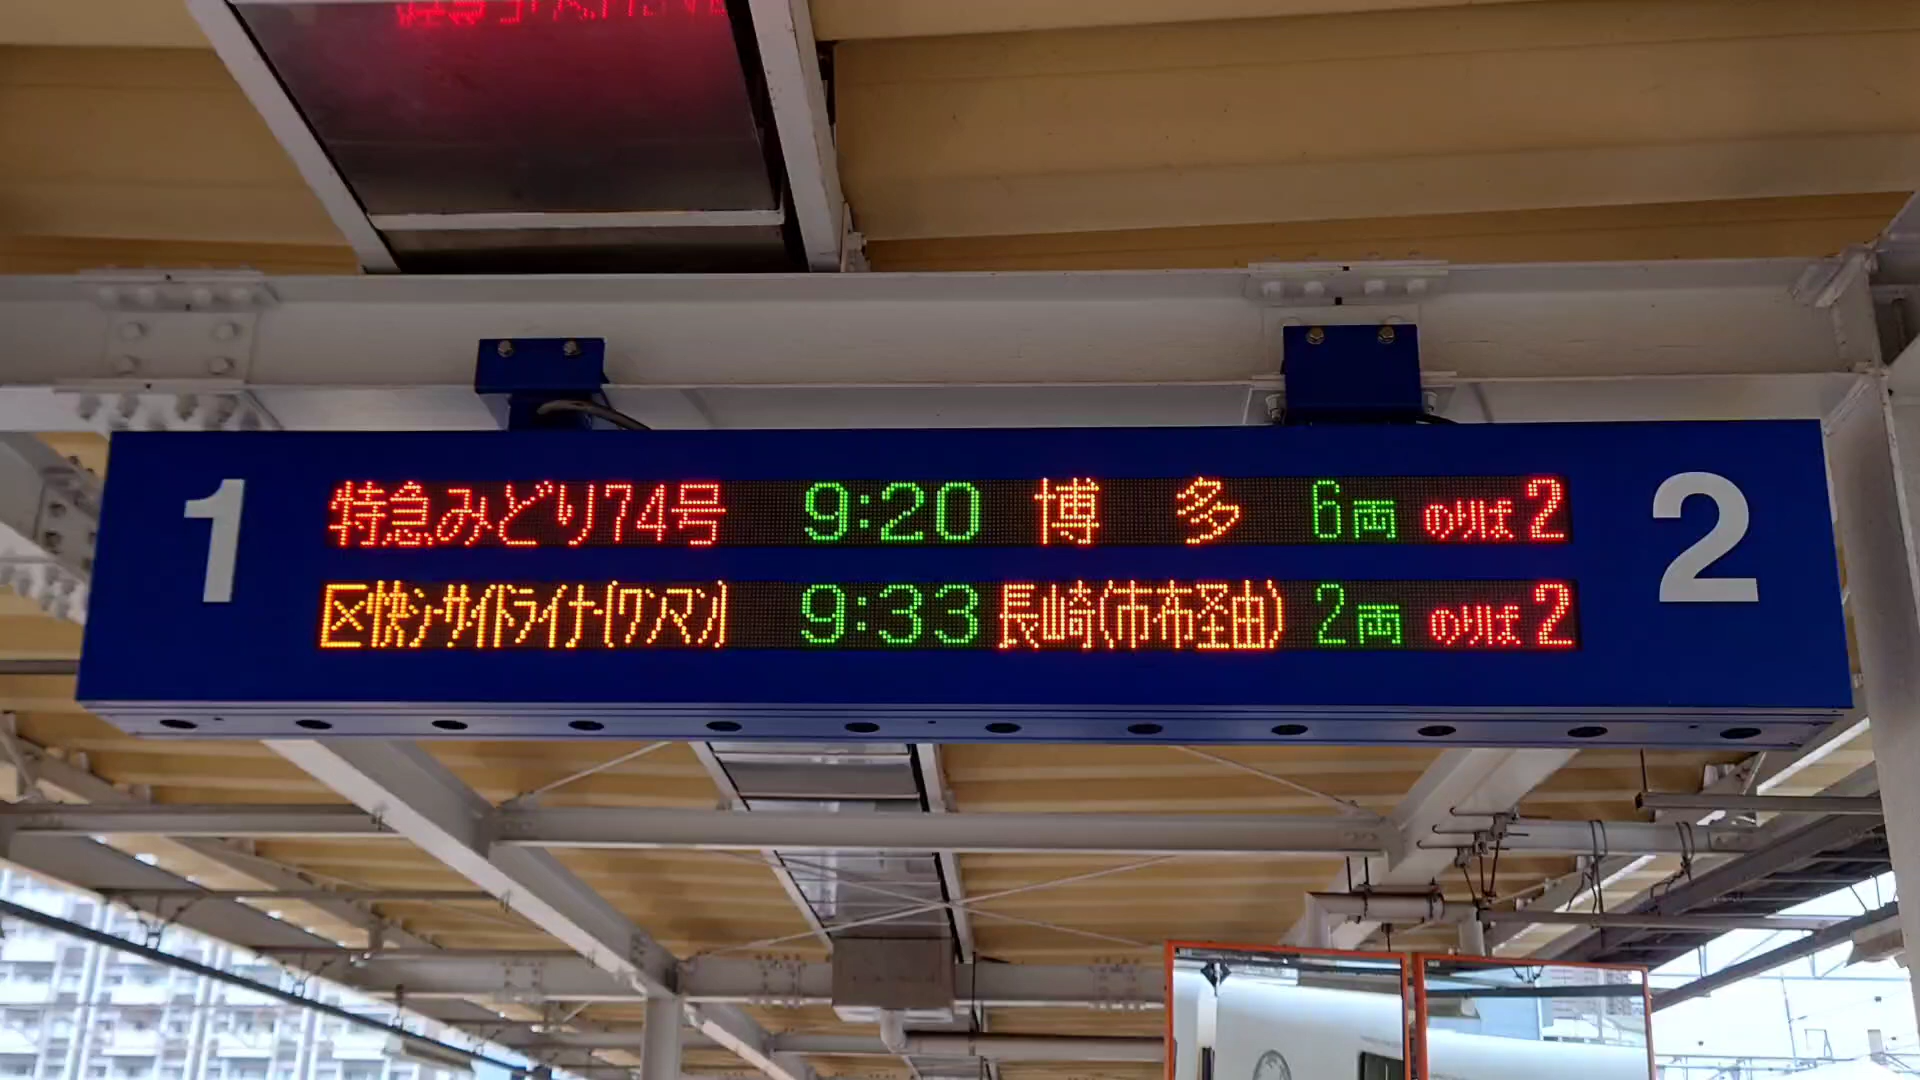 1
特急みどり74号 9:20 博多 6両 のりば2
区快シーサイドライナー(ワンマン) 9:33 長崎(市布経由) 2両 のりば2
2